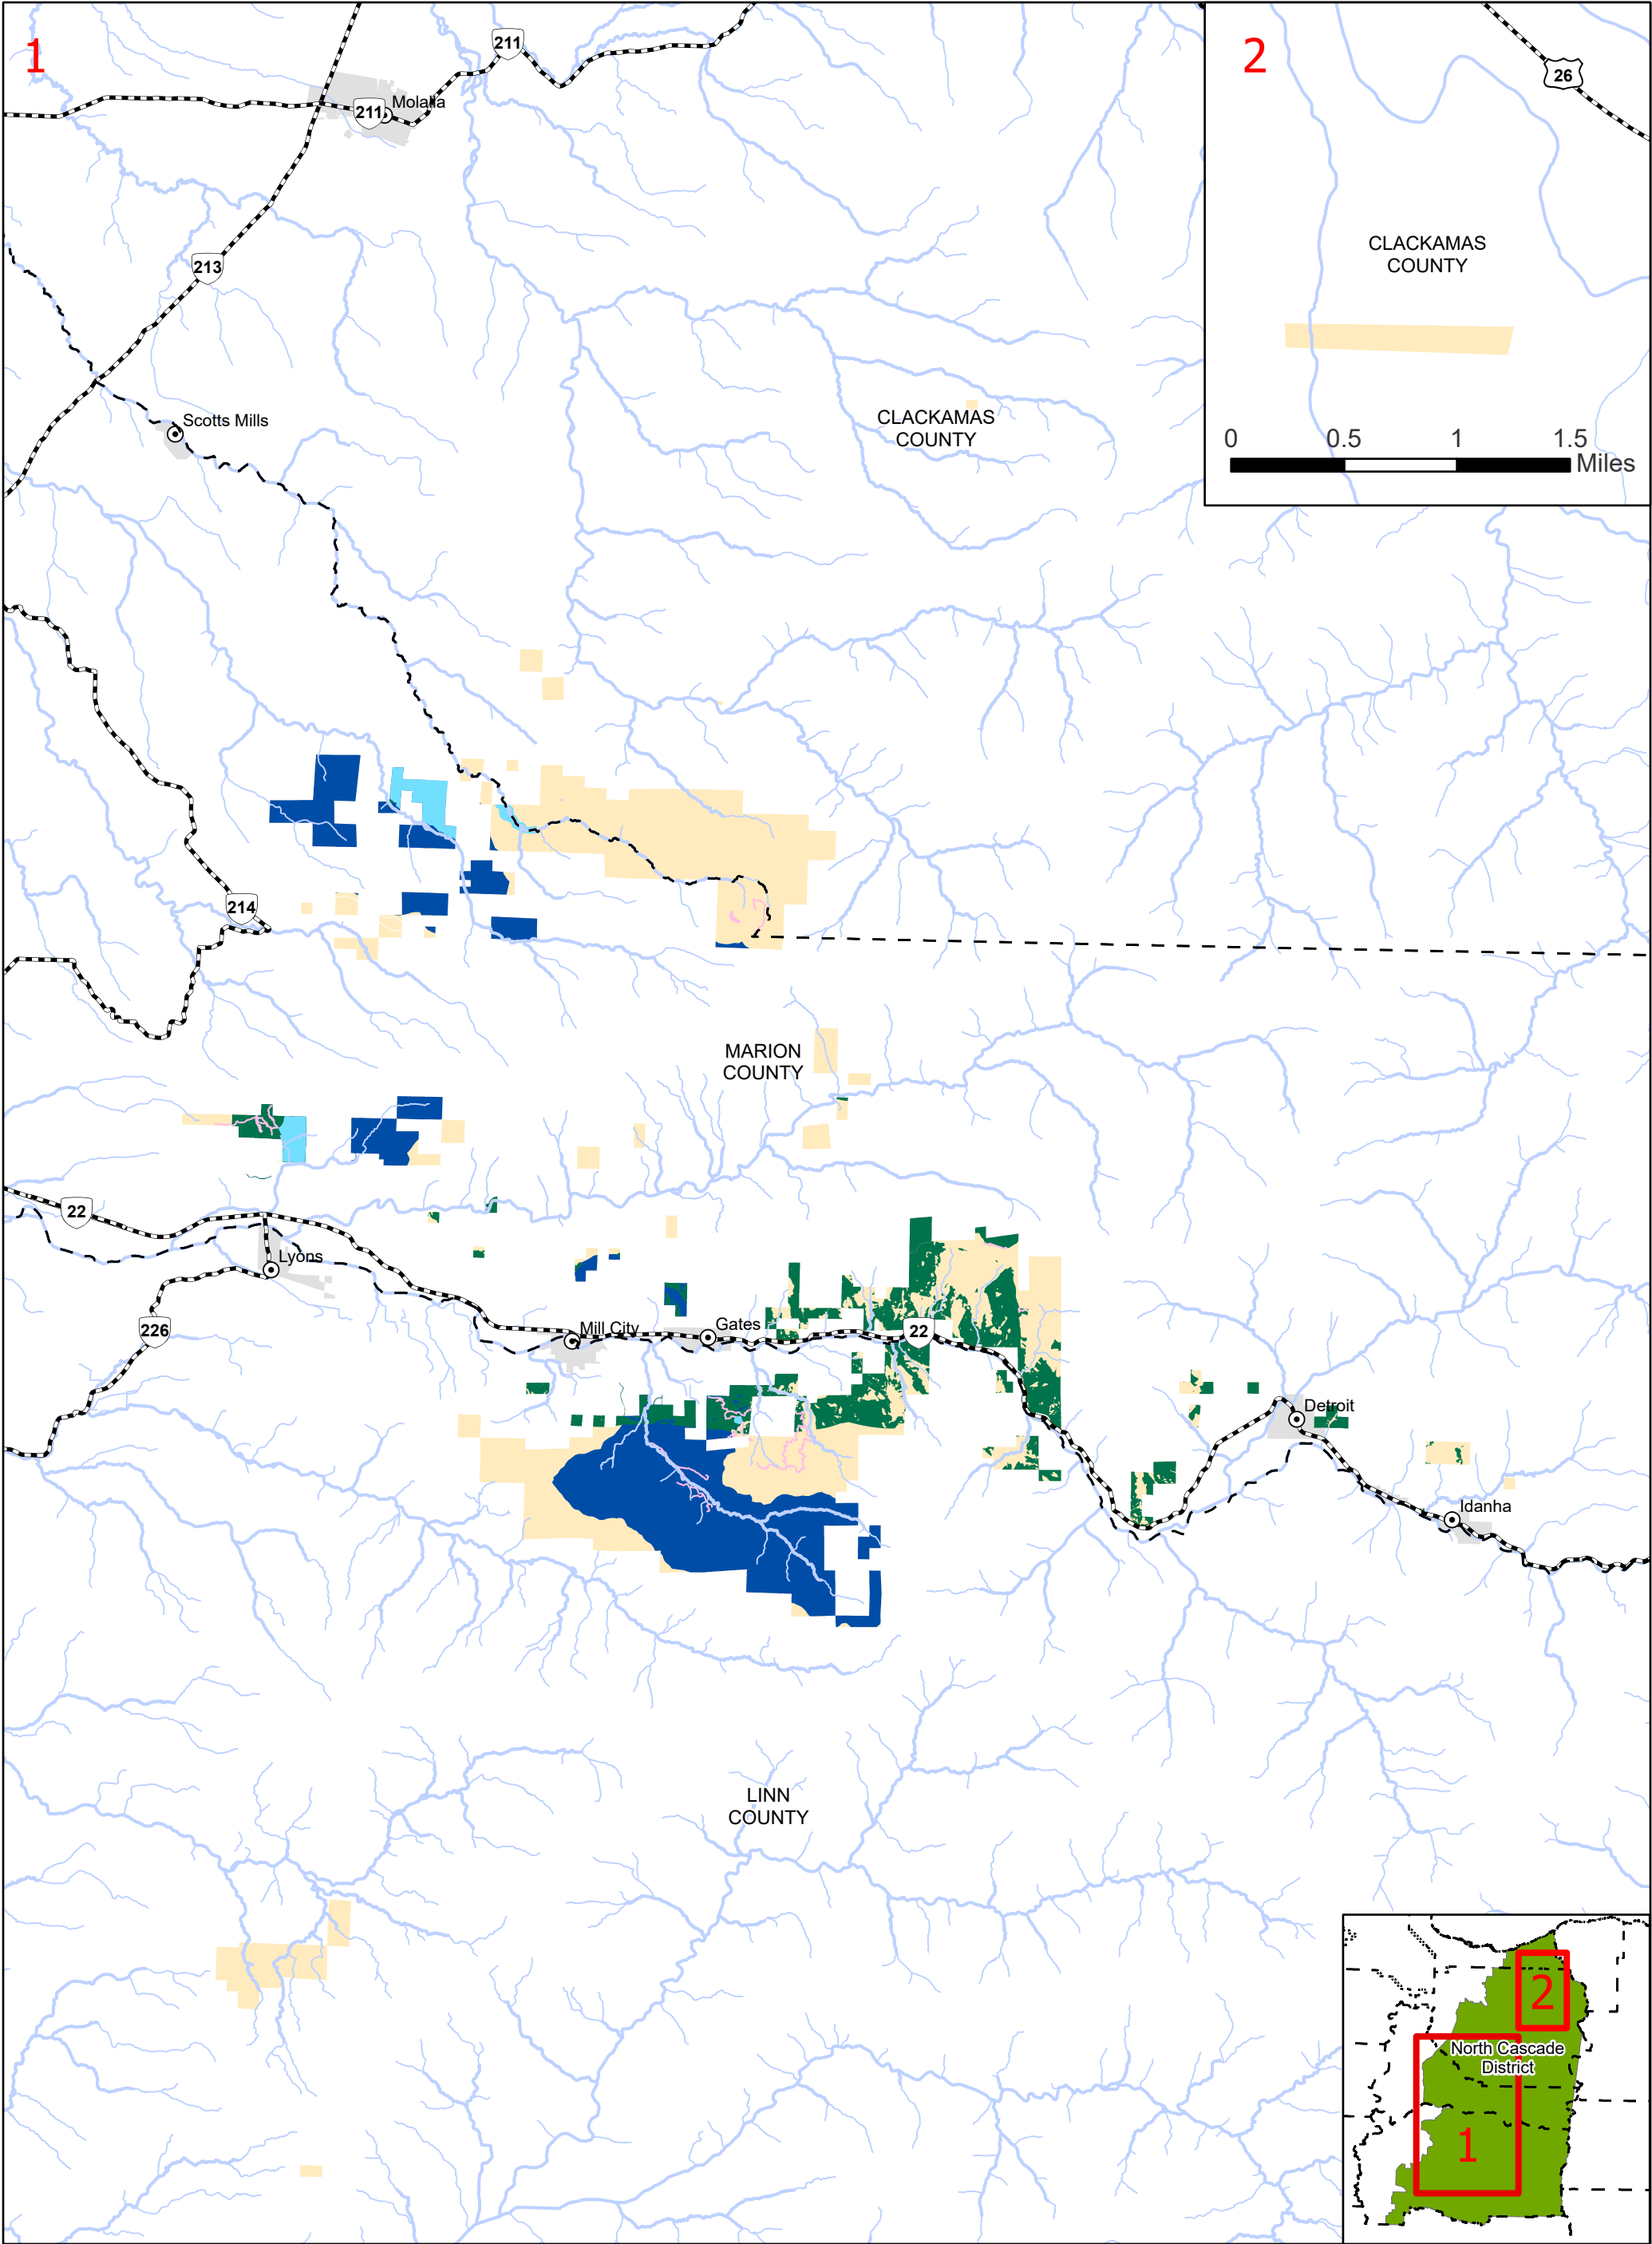 1
211
2
26
211
Molalla
CLACKAMAS
COUNTY
213
0 0.5 1 1.5
Miles
Scotts Mills
CLACKAMAS
COUNTY
214
MARION
COUNTY
22
Lyons
226
Mill City
Gates
22
Detroit
Idanha
LINN
COUNTY
2
North Cascade
District
1